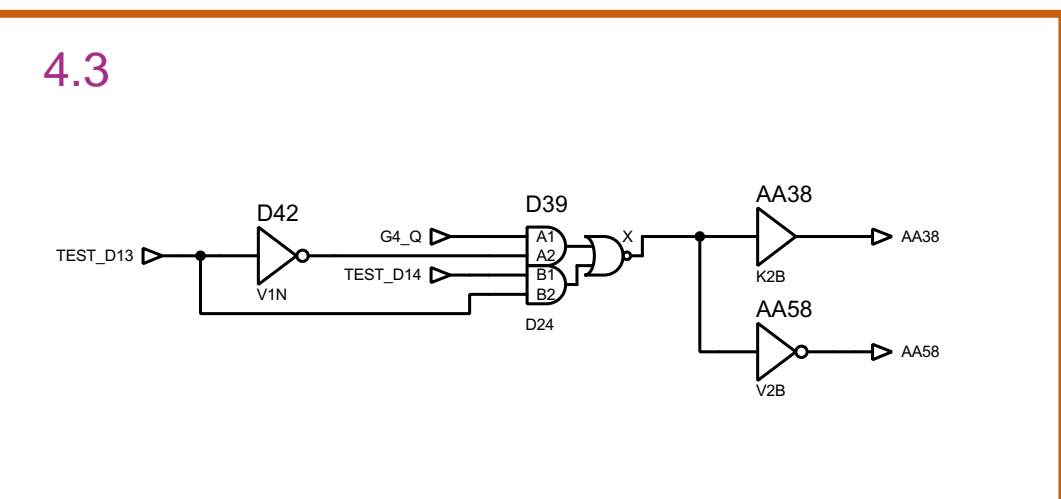 4.3
AA38
D39
D42
G4_Q
A1
X
AA38
A2
TEST_D13
TEST_D14
B1
K2B
V1N
B2
AA58
D24
AA58
V2B